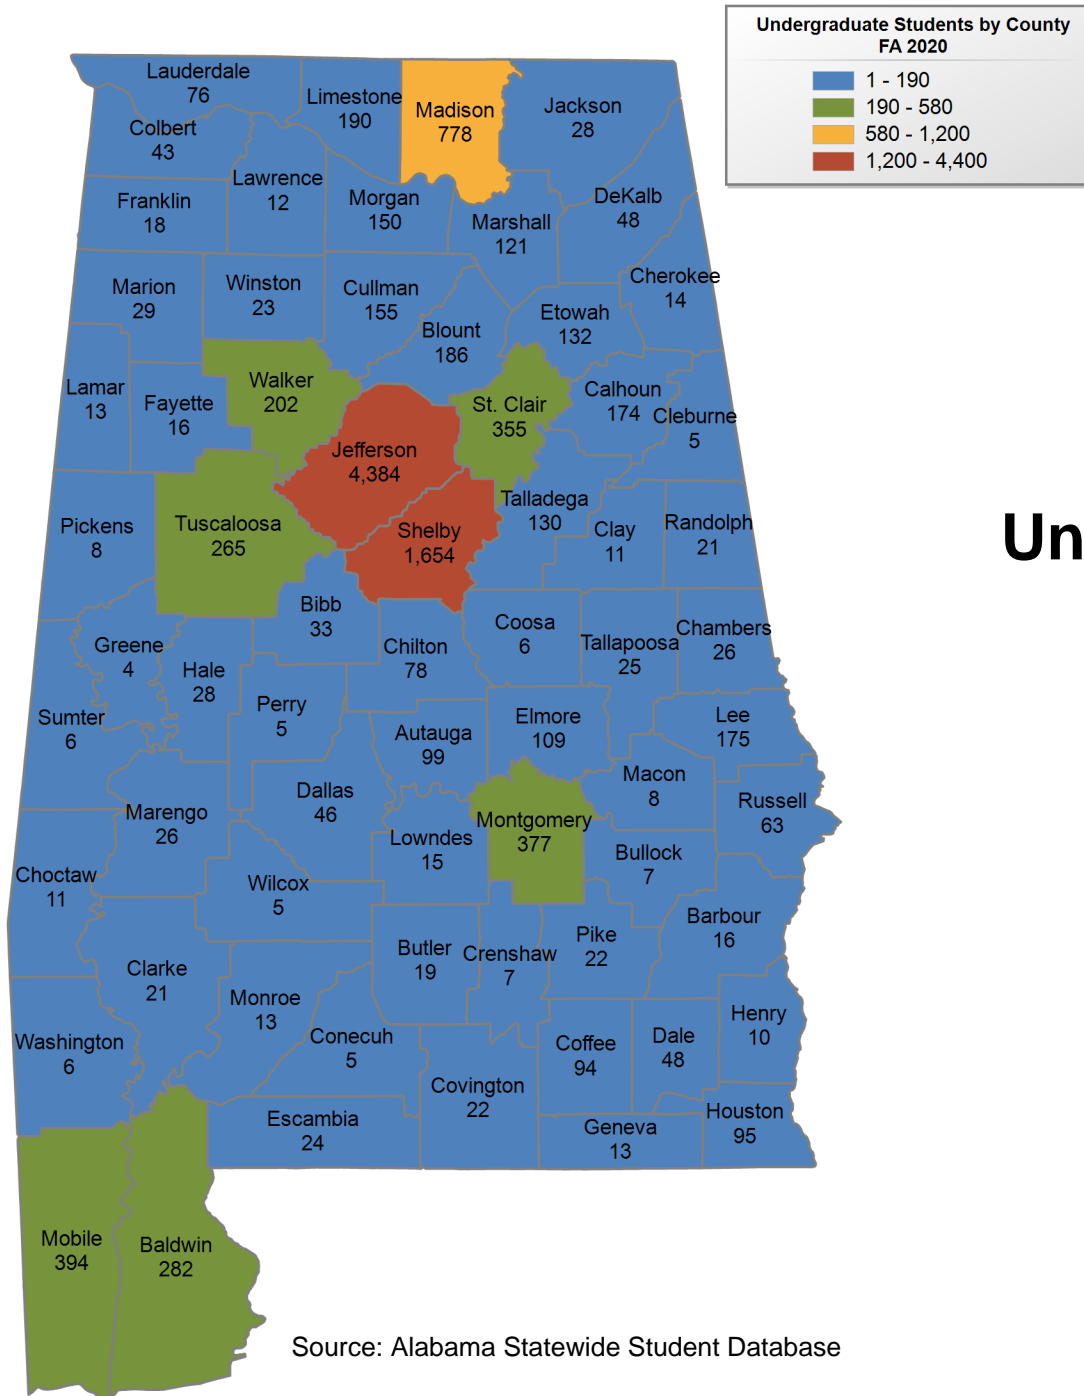 Undergraduate Students by County
FA 2020
1 - 190
190 - 580
580 - 1,200
1,200 - 4,400
Lauderdale
76
Limestone
190
Madison
778
Jackson
28
Colbert
43
Lawrence
12
Franklin
18
Morgan
150
Marshall
121
DeKalb
48
Cherokee
14
Marion
29
Winston
23
Cullman
155
Blount
186
Etowah
132
Lamar
13
Fayette
16
Walker
202
St. Clair
355
Calhoun
174
Cleburne
5
Jefferson
4,384
Shelby
1,654
Talladega
130
Clay
11
Randolph
21
Pickens
8
Tuscaloosa
265
Bibb
33
Chilton
78
Coosa
6
Tallapoosa
25
Chambers
26
Greene
4
Hale
28
Perry
5
Sumter
6
Autauga
99
Elmore
109
Lee
175
Macon
8
Russell
63
Dallas
46
Marengo
26
Lowndes
15
Montgomery
377
Bullock
7
Choctaw
11
Wilcox
5
Barbour
16
Butler
19
Crenshaw
7
Pike
22
Clarke
21
Monroe
13
Conecuh
5
Henry
10
Washington
6
Coffee
94
Dale
48
Covington
22
Escambia
24
Geneva
13
Houston
95
Mobile
394
Baldwin
282
Un
Source: Alabama Statewide Student Database